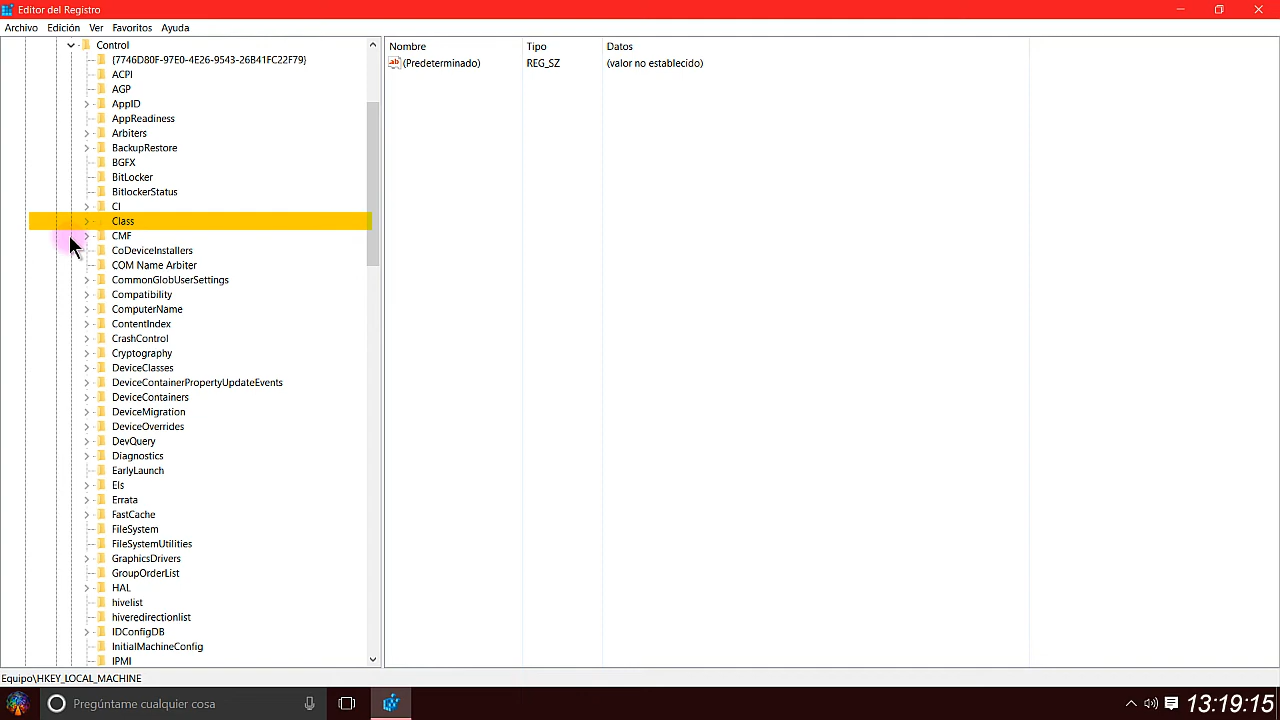 Editor del Registro
Archivo Edición Ver Favoritos Ayuda
Control
{7746D80F-97E0-4E26-9543-26B41FC22F79}
ACPI
AGP
AppID
AppReadiness
Arbiters
BackupRestore
BGFX
BitLocker
BitlockerStatus
CI
Class
CMF
CoDeviceInstallers
COM Name Arbiter
CommonGlobUserSettings
Compatibility
ComputerName
ContentIndex
CrashControl
Cryptography
DeviceClasses
DeviceContainerPropertyUpdateEvents
DeviceContainers
DeviceMigration
DeviceOverrides
DevQuery
Diagnostics
EarlyLaunch
Els
Errata
FastCache
FileSystem
FileSystemUtilities
GraphicsDrivers
GroupOrderList
HAL
hivelist
hiveredirectionlist
IDConfigDB
InitialMachineConfig
IPMI
Nombre Tipo Datos
ab (Predeterminado) REG_SZ (valor no establecido)
Equipo\HKEY_LOCAL_MACHINE
Pregúntame cualquier cosa
13:19:15